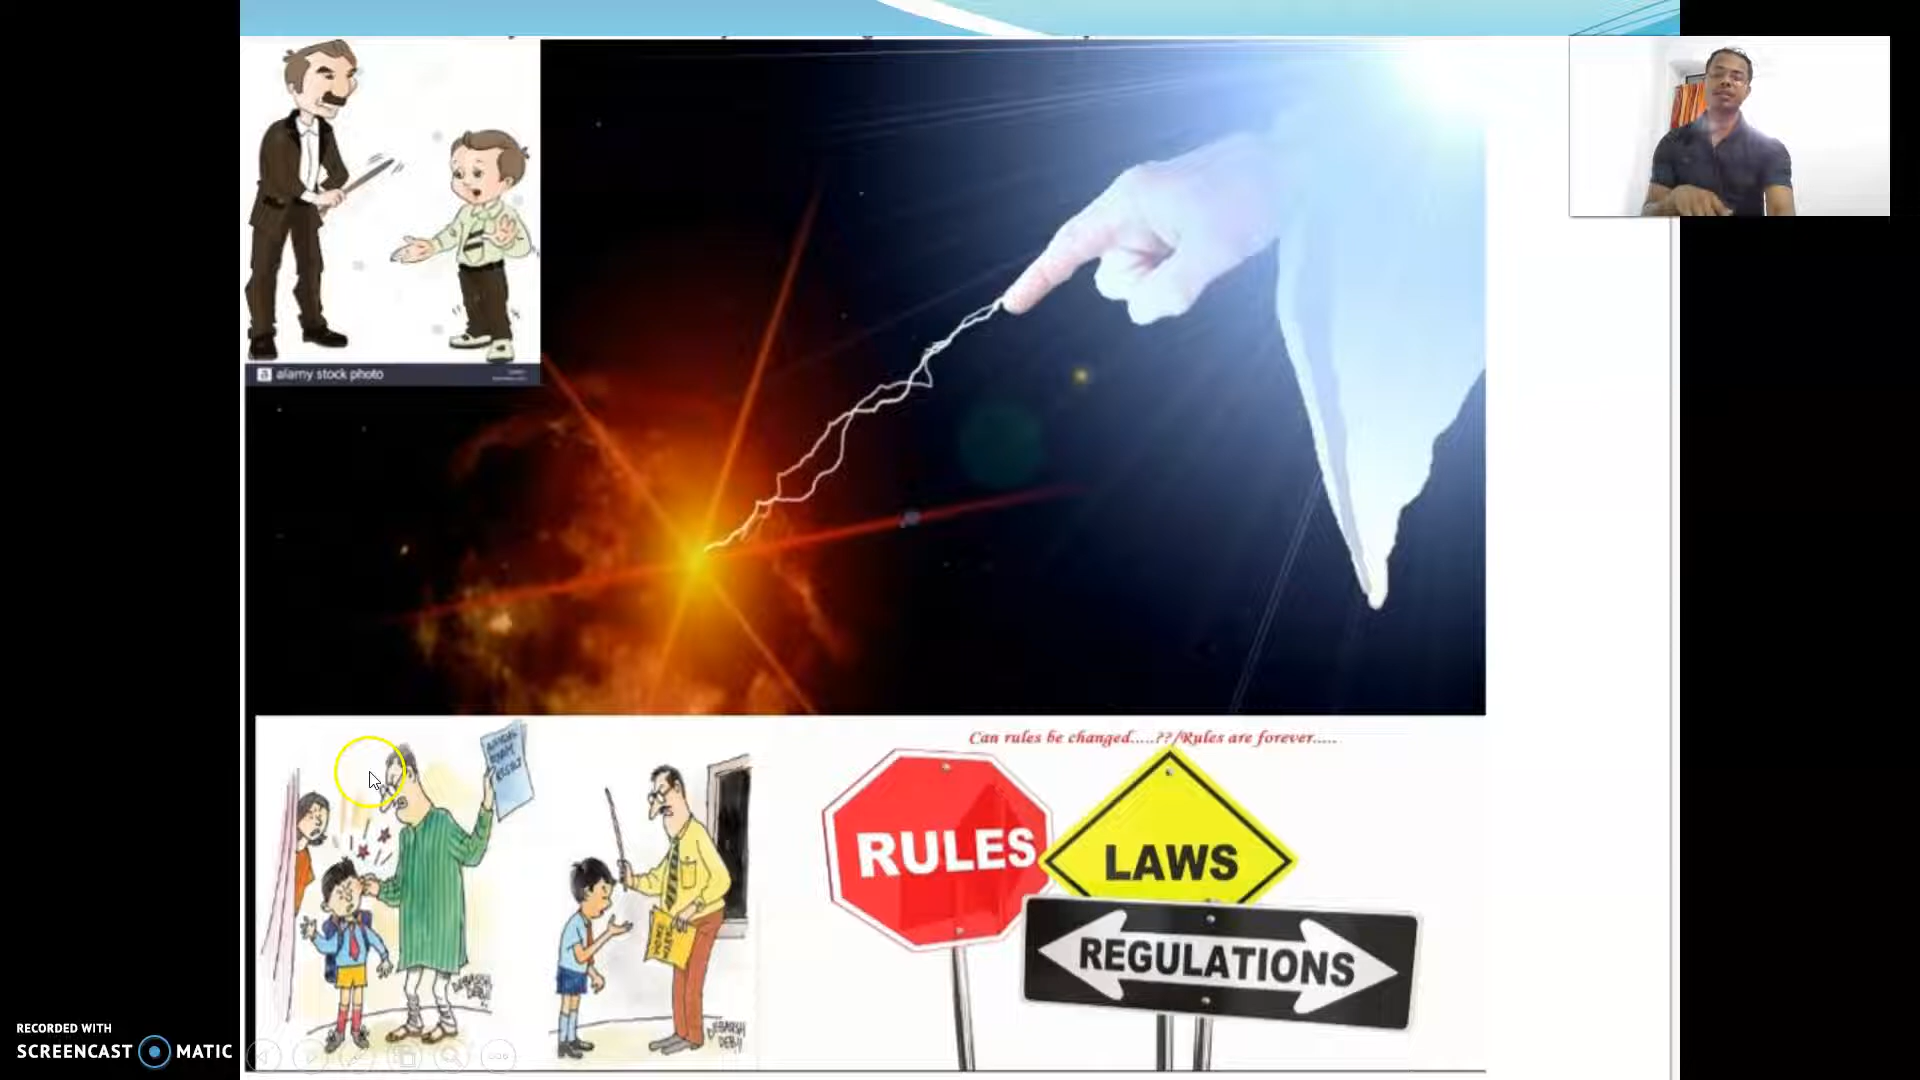 alamy stock photo
Can rules be changed.....??/Rules are forever.....
RULES
LAWS
REGULATIONS
RECORDED WITH
SCREENCAST MATIC